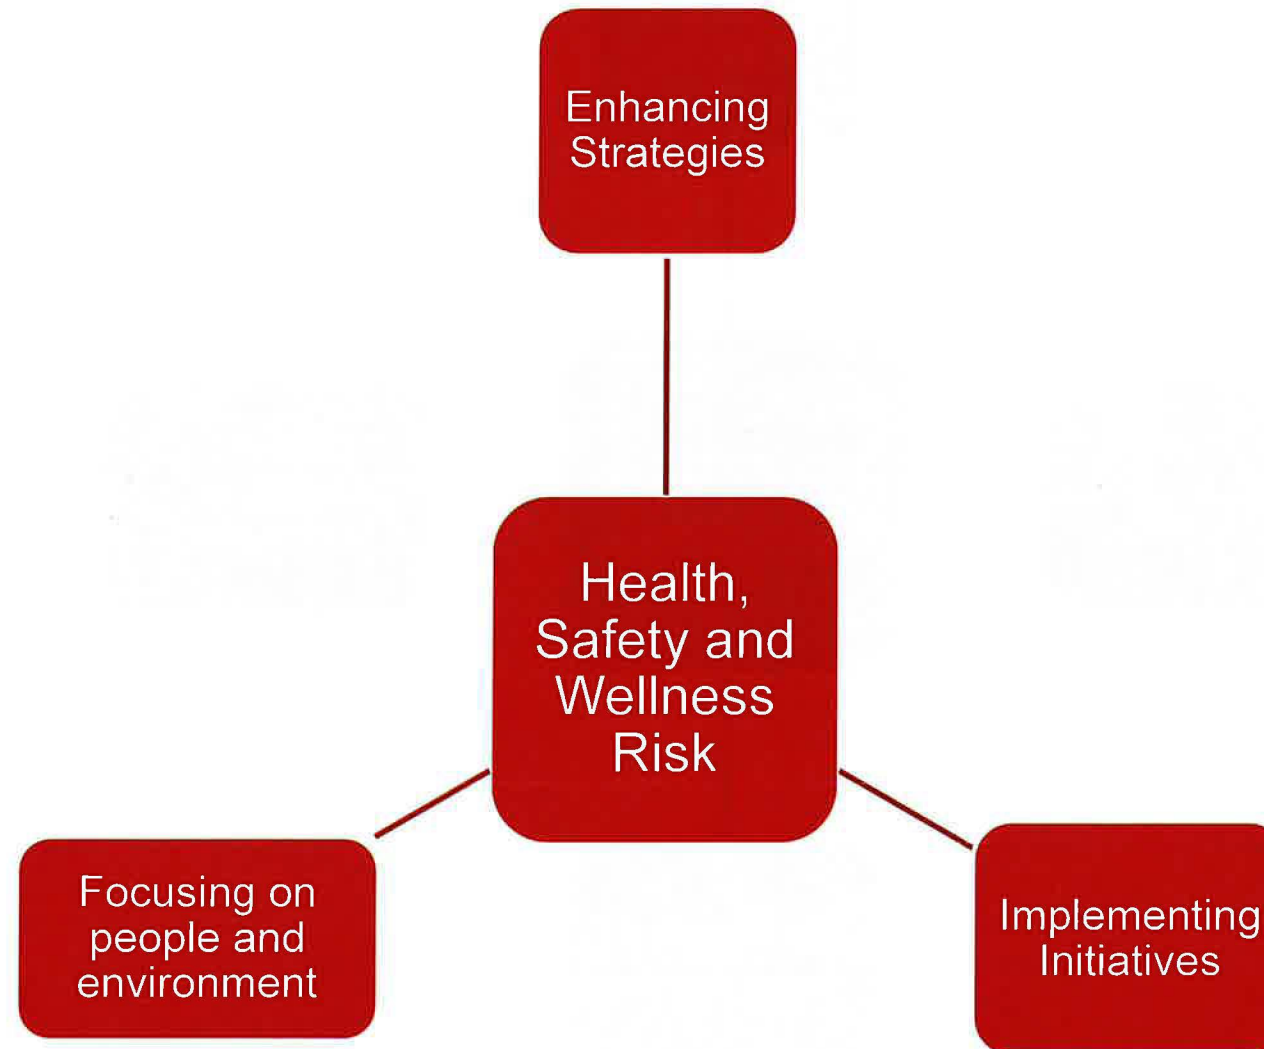 Enhancing
Strategies
Health,
Safety and
Wellness
Risk
Focusing on
people and
environment
Implementing
Initiatives